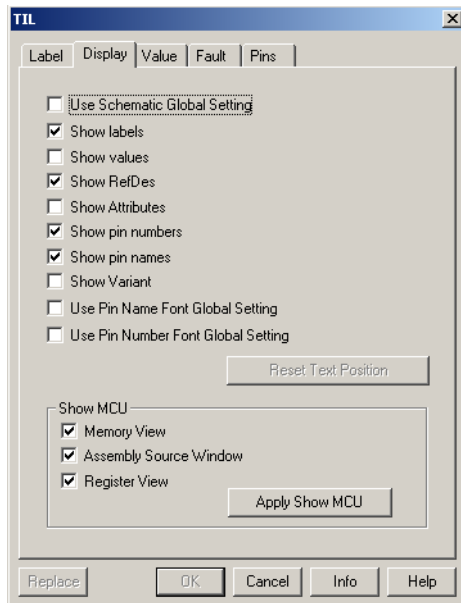 TIL
Label Display Value Fault Pins
Use Schematic Global Setting
Show labels
Show values
Show RefDes
Show Attributes
Show pin numbers
Show pin names
Show Variant
Use Pin Name Font Global Setting
Use Pin Number Font Global Setting
Reset Text Position
Show MCU
Memory View
Assembly Source Window
Register View
Apply Show MCU
Replace OK Cancel Info Help